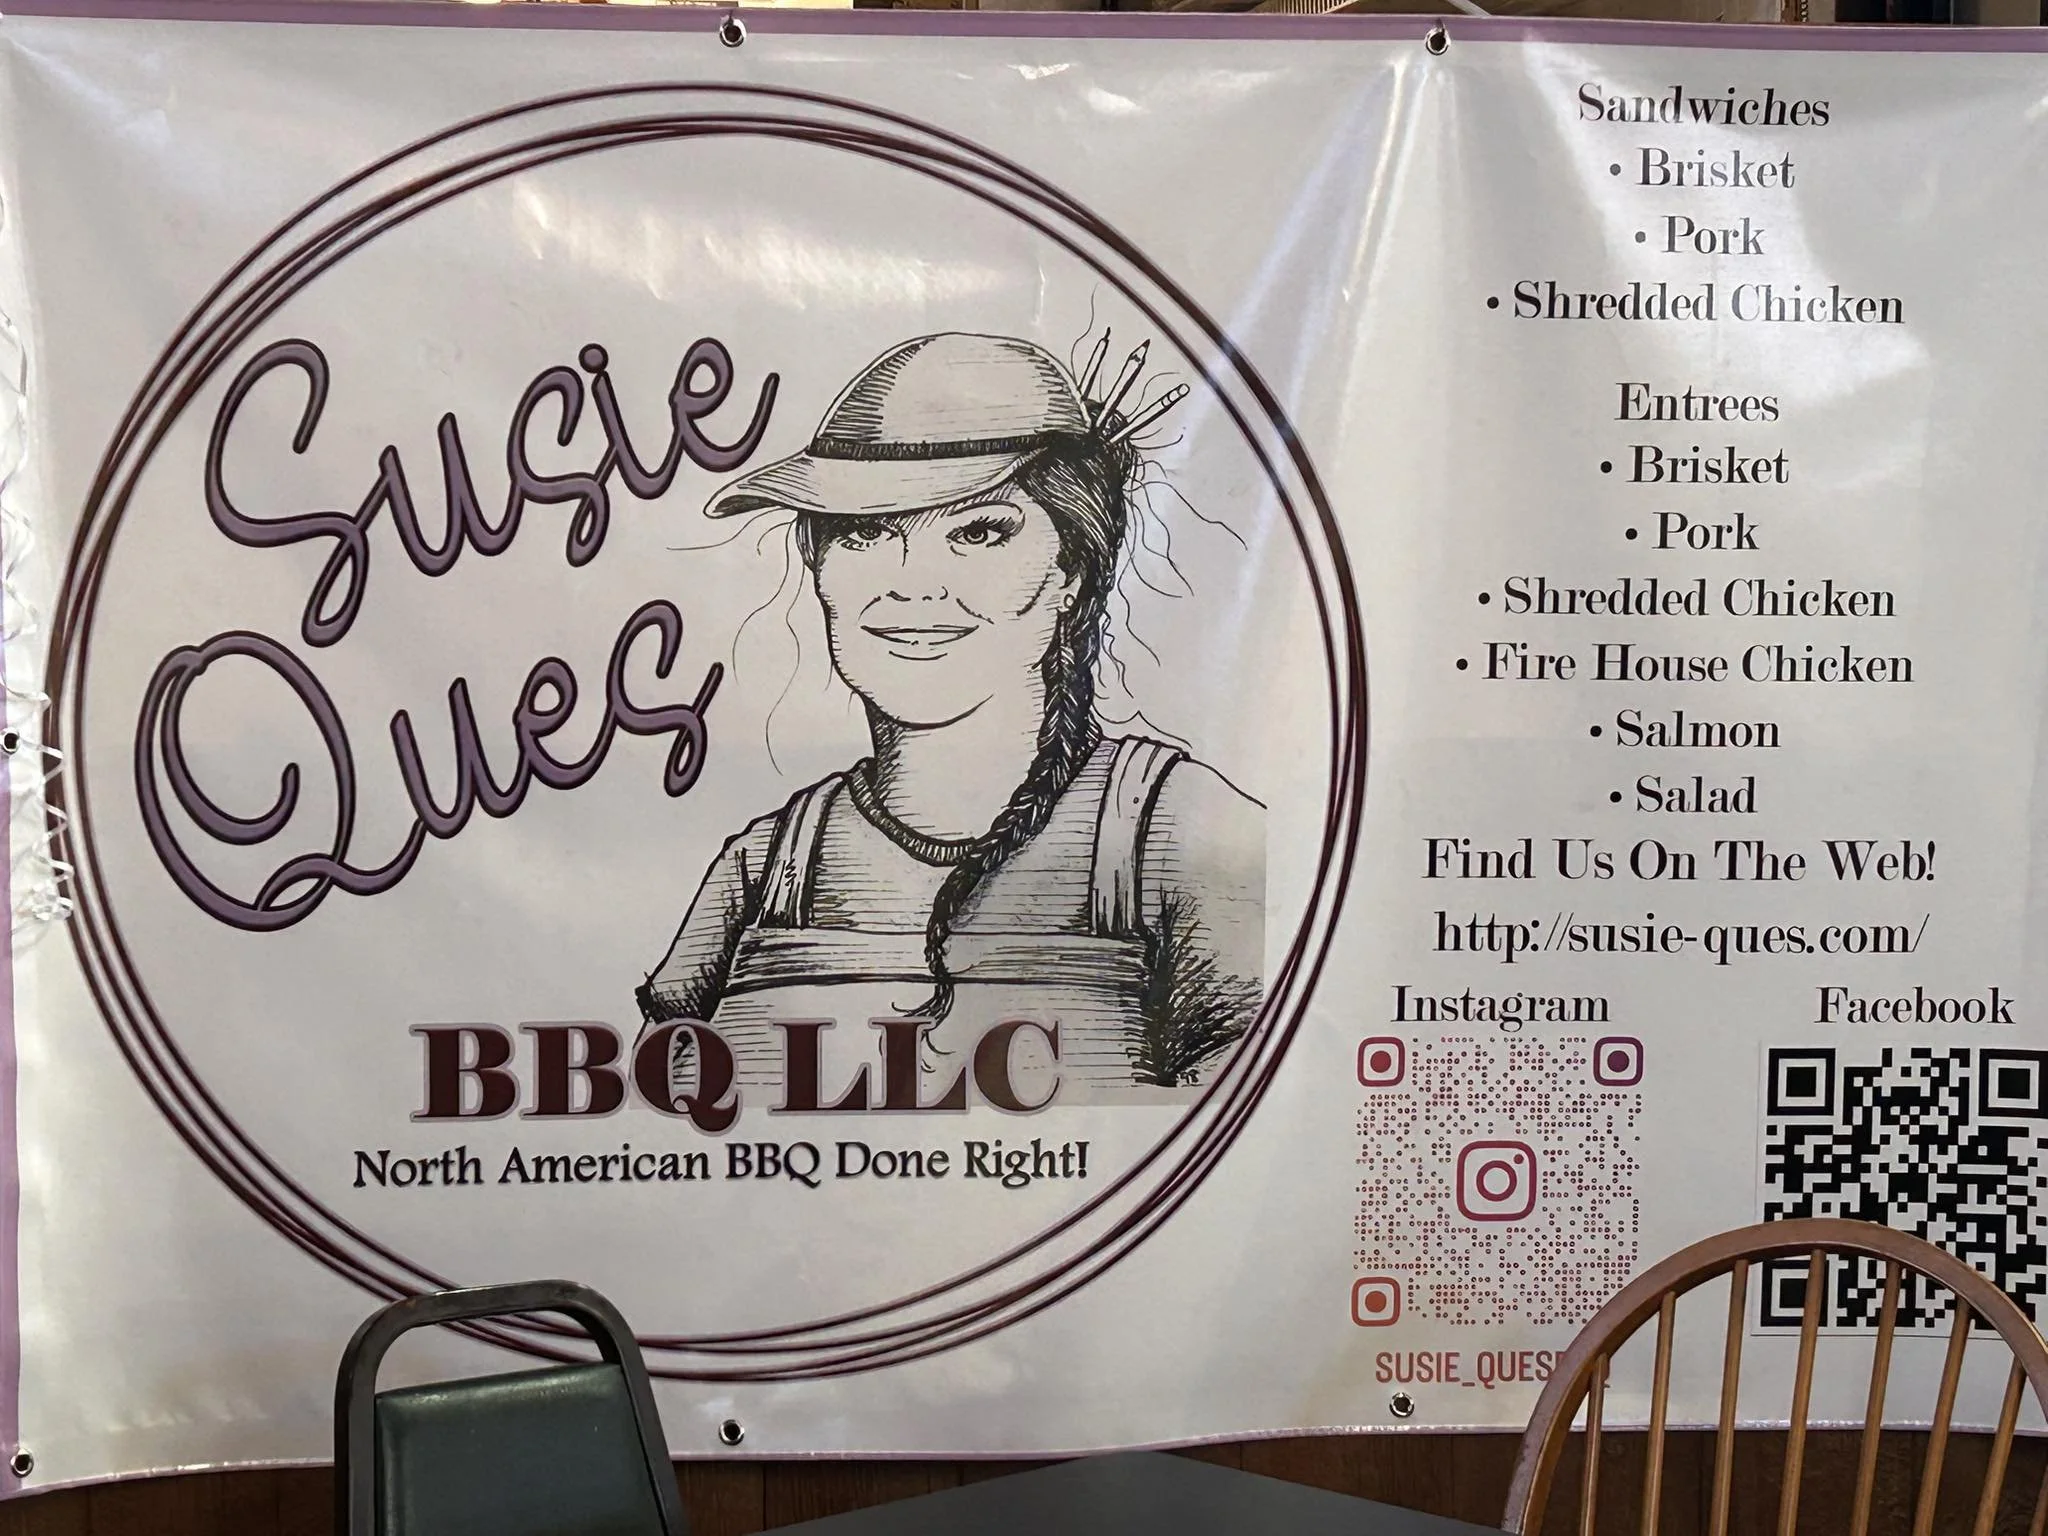 Susie
Ques
BBQ LLC
North American BBQ Done Right!
Sandwiches
• Brisket
• Pork
• Shredded Chicken
Entrees
• Brisket
• Pork
• Shredded Chicken
• Fire House Chicken
• Salmon
• Salad
Find Us On The Web!
http://susie-ques.com/
Instagram
Facebook